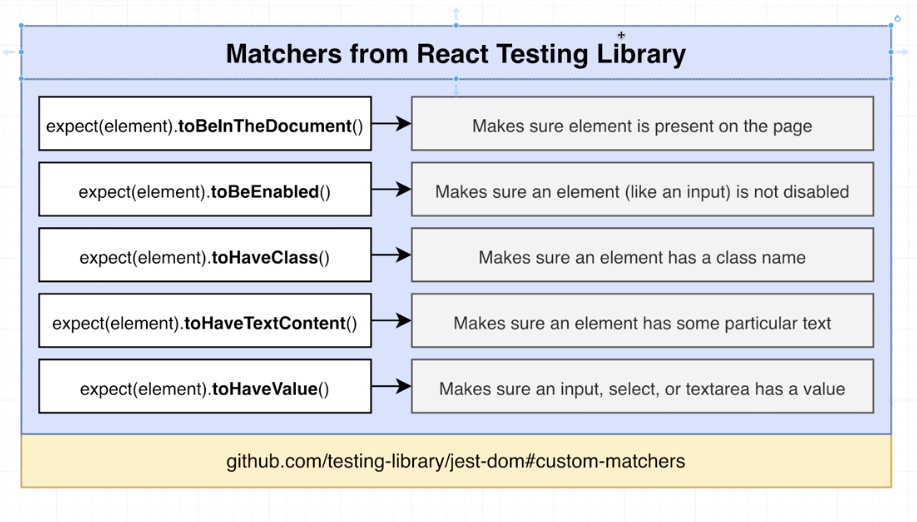 Matchers from React Testing Library
expect(element).toBeInTheDocument()
Makes sure element is present on the page
expect(element).toBeEnabled()
Makes sure an element (like an input) is not disabled
expect(element).toHaveClass()
Makes sure an element has a class name
expect(element).toHaveTextContent()
Makes sure an element has some particular text
expect(element).toHaveValue()
Makes sure an input, select, or textarea has a value
github.com/testing-library/jest-dom#custom-matchers